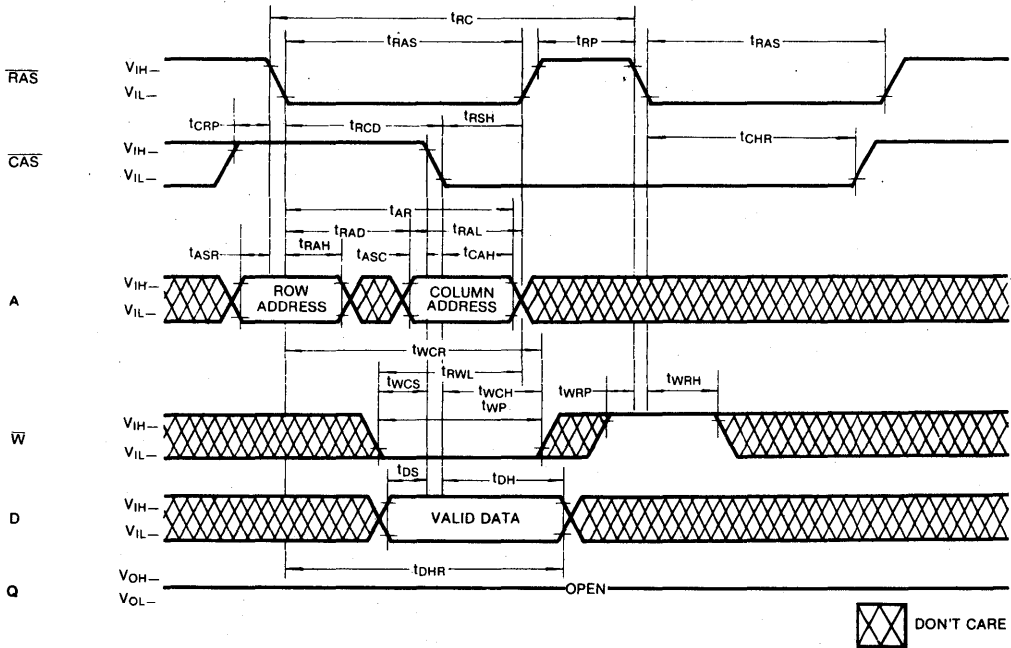 tRC
tRAS tRP tRAS
RAS VIH
VIL
tCRP tRCD tRSH tCHR
CAS VIH
VIL
tAR
tRAD tRAL
tASR tRAH tASC tCAH
A VIH
VIL
ROW ADDRESS
COLUMN ADDRESS
tWCR
tRWL
tWCS tWCH tWRP tWRH
tWP
W VIH
VIL
tDS tDH
D VIH
VIL
VALID DATA
tDHR
Q VOH
VOL
OPEN
DON'T CARE